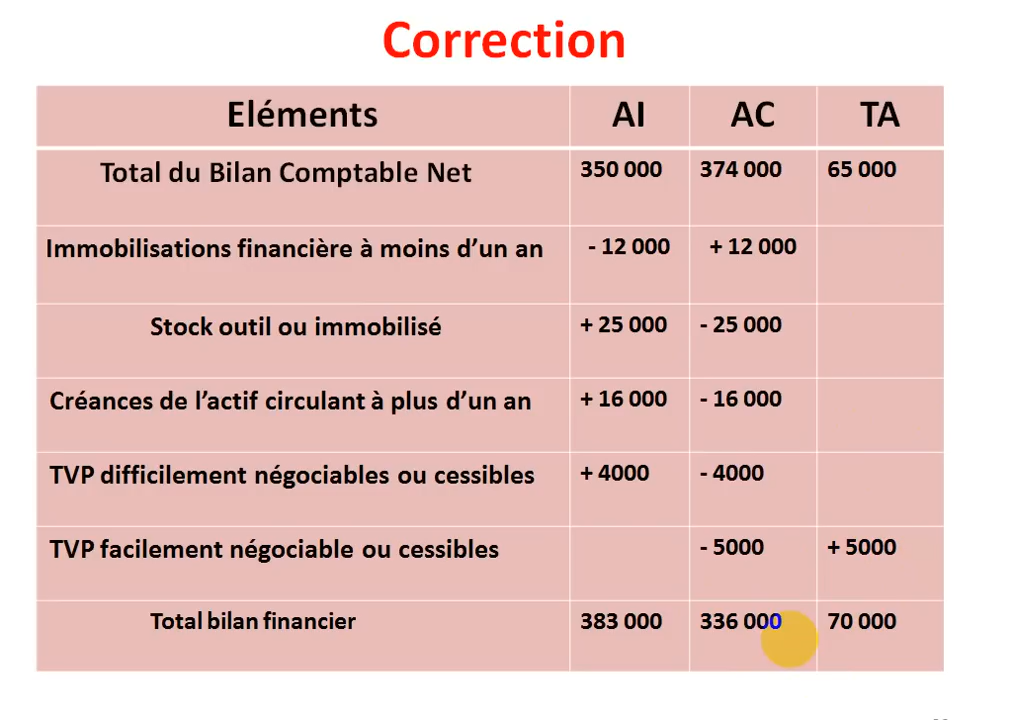 Correction
Eléments AI AC TA
Total du Bilan Comptable Net 350 000 374 000 65 000
Immobilisations financière à moins d'un an - 12 000 + 12 000
Stock outil ou immobilisé + 25 000 - 25 000
Créances de l'actif circulant à plus d'un an + 16 000 - 16 000
TVP difficilement négociables ou cessibles + 4000 - 4000
TVP facilement négociable ou cessibles - 5000 + 5000
Total bilan financier 383 000 336 000 70 000